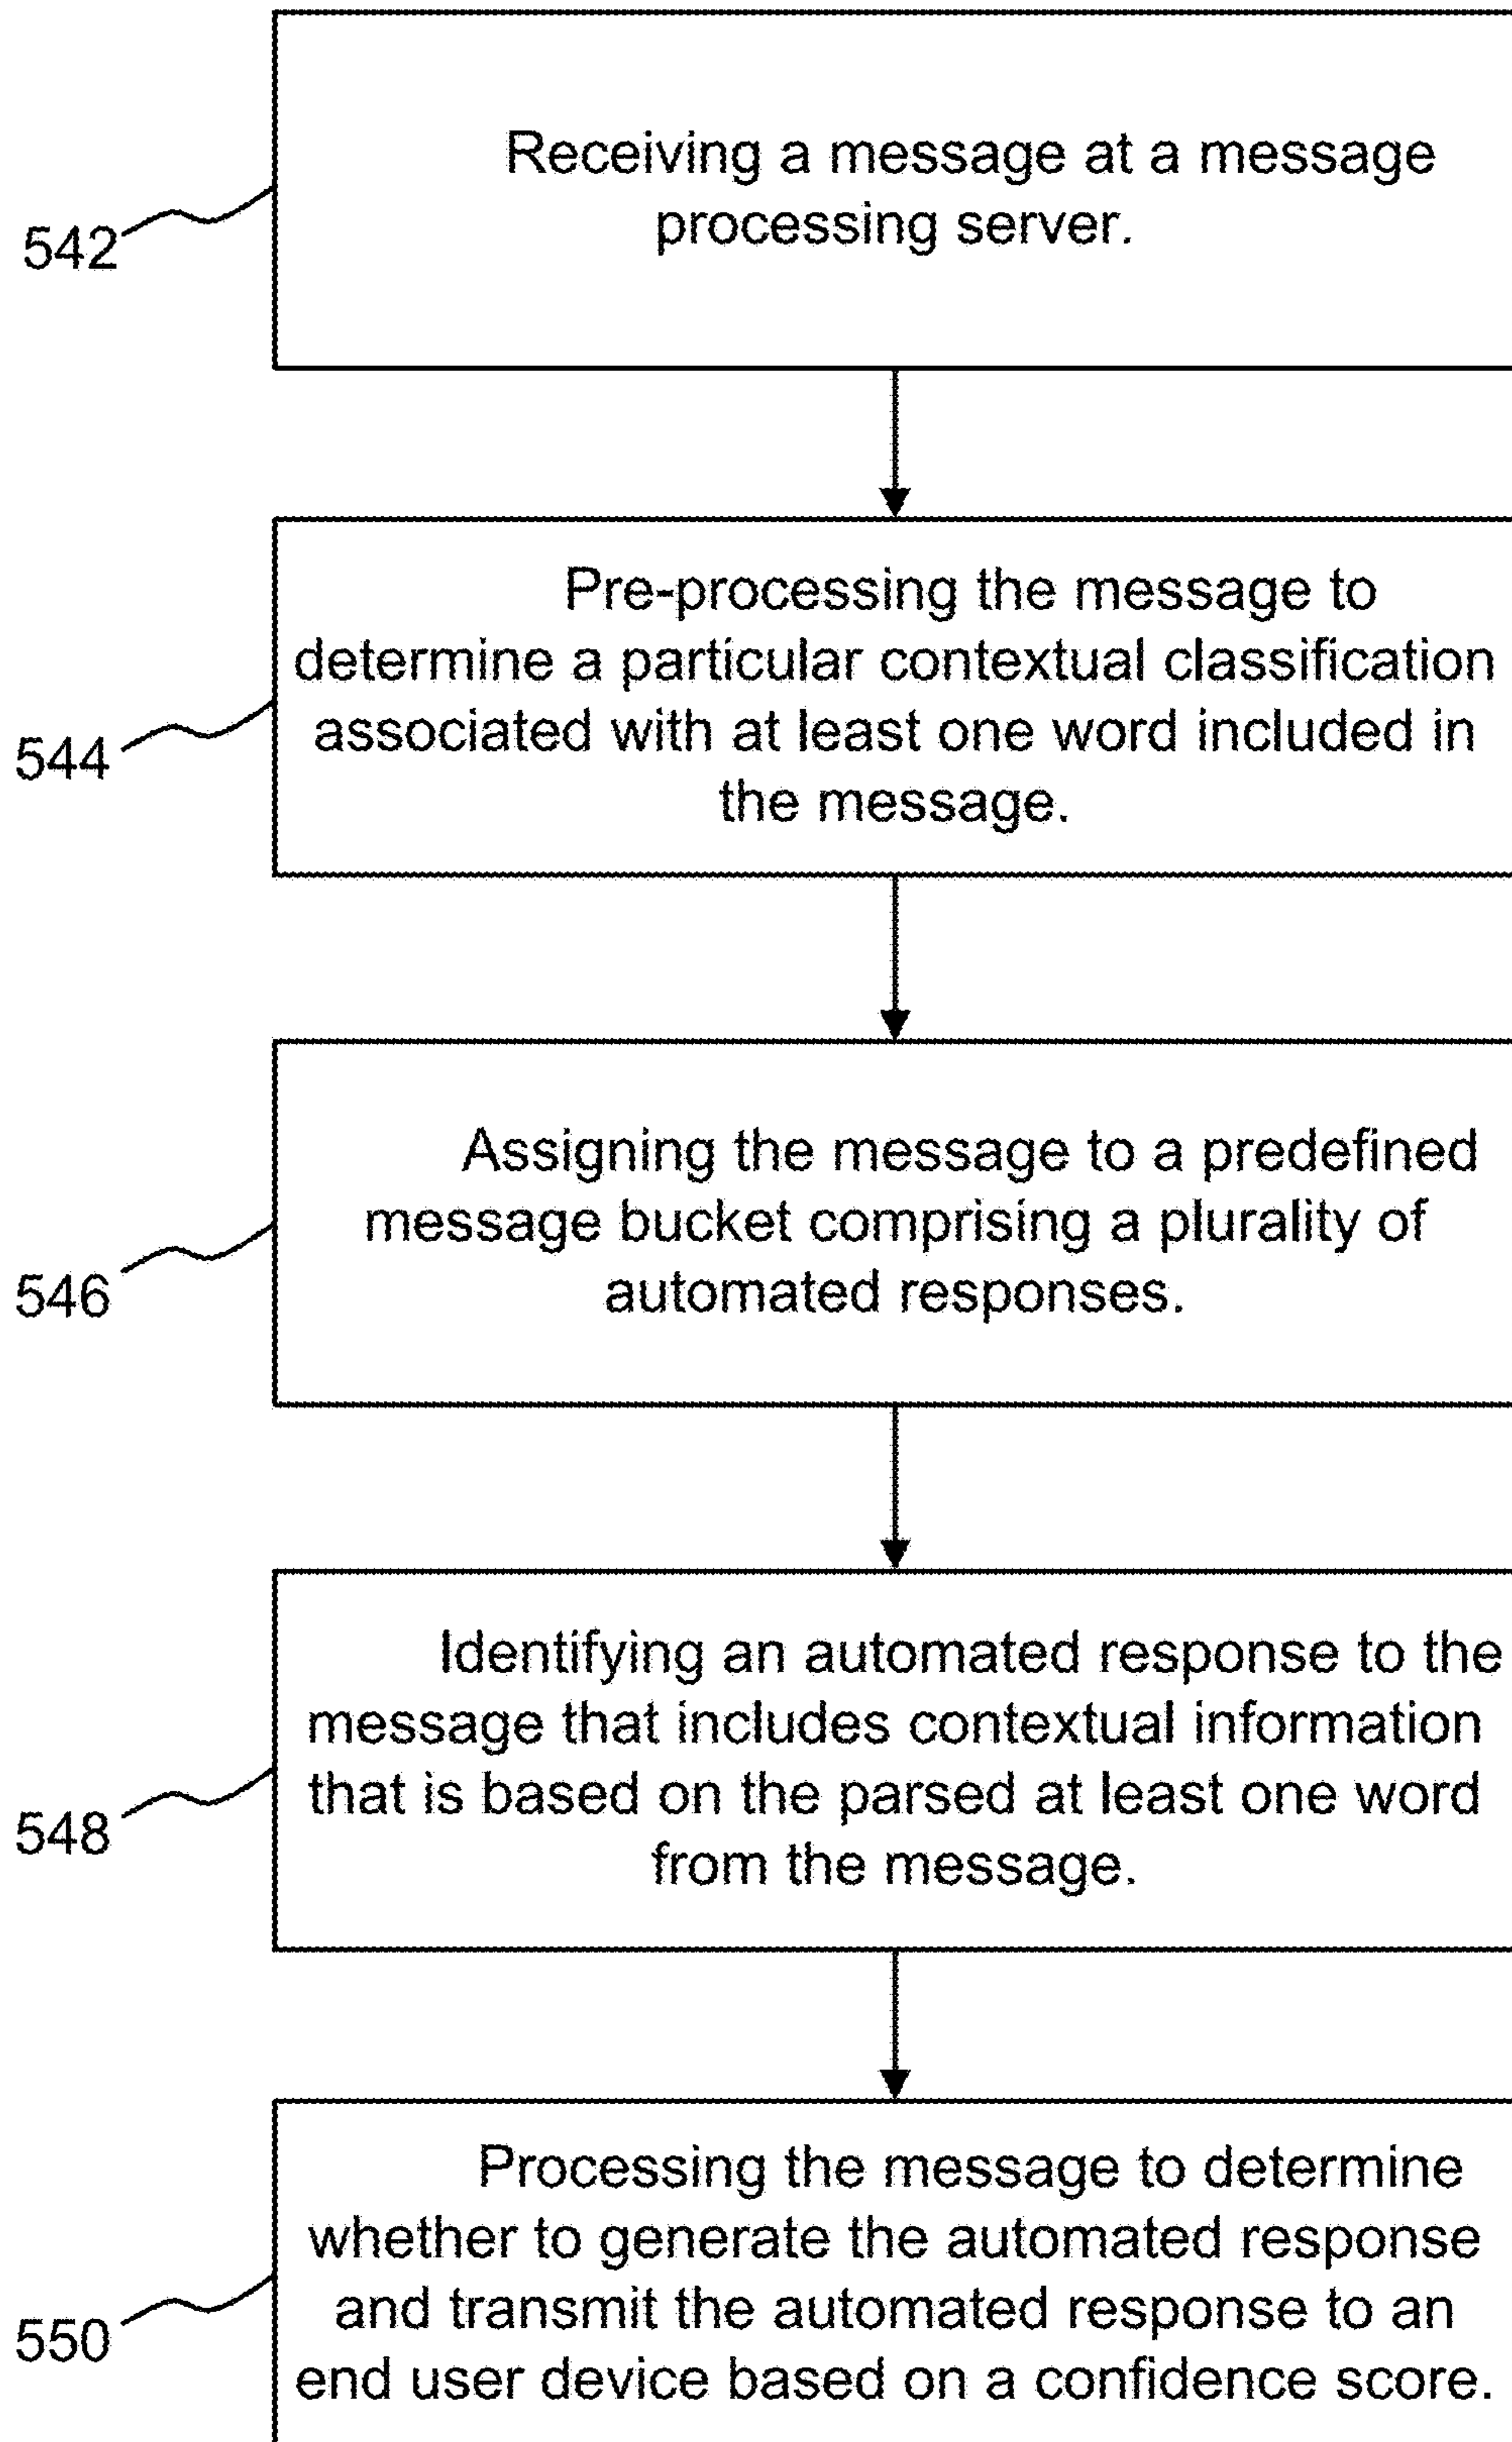 Receiving a message at a message
processing server.
542
Pre-processing the message to
determine a particular contextual classification
associated with at least one word included in
the message.
544
Assigning the message to a predefined
message bucket comprising a plurality of
automated responses.
546
Identifying an automated response to the
message that includes contextual information
that is based on the parsed at least one word
from the message.
548
Processing the message to determine
whether to generate the automated response
and transmit the automated response to an
end user device based on a confidence score.
550